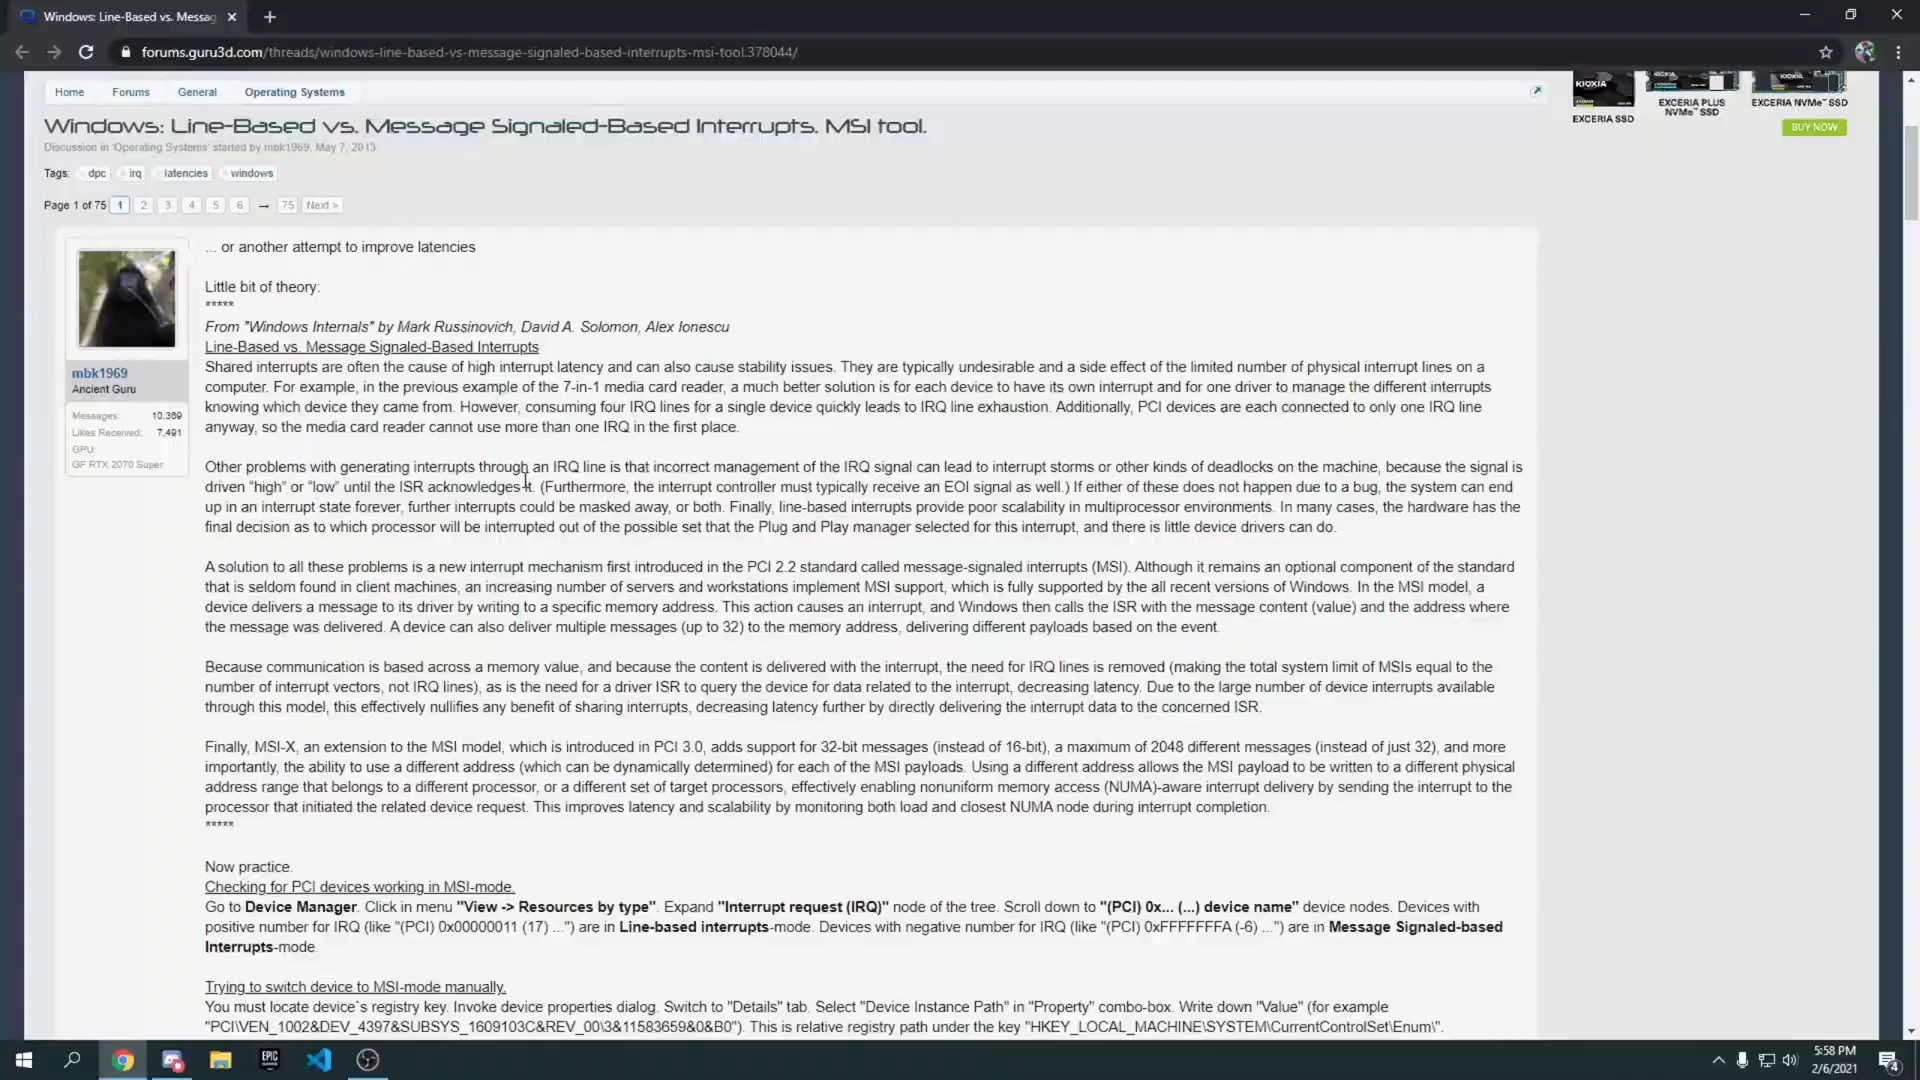 Windows: Line-Based vs. Messag
forums.guru3d.com/threads/windows-line-based-vs-message-signaled-based-interrupts-msi-tool.378044/
Home Forums General Operating Systems
KIOXIA KIOXIA
EXCERIA SSD
EXCERIA PLUS
NVMe™ SSD
EXCERIA NVMe™ SSD
BUY NOW
Windows: Line-Based vs. Message Signaled-Based Interrupts. MSI tool.
Discussion in 'Operating Systems' started by mbk1969, May 7, 2013.
Tags: dpc irq latencies windows
Page 1 of 75 1 2 3 4 5 6 → 75 Next >
mbk1969
Ancient Guru
Messages: 10,369
Likes Received: 7,491
GPU:
GF RTX 2070 Super
... or another attempt to improve latencies
Little bit of theory:
*****
From "Windows Internals" by Mark Russinovich, David A. Solomon, Alex Ionescu
Line-Based vs. Message Signaled-Based Interrupts
Shared interrupts are often the cause of high interrupt latency and can also cause stability issues. They are typically undesirable and a side effect of the limited number of physical interrupt lines on a
computer. For example, in the previous example of the 7-in-1 media card reader, a much better solution is for each device to have its own interrupt and for one driver to manage the different interrupts
knowing which device they came from. However, consuming four IRQ lines for a single device quickly leads to IRQ line exhaustion. Additionally, PCI devices are each connected to only one IRQ line
anyway, so the media card reader cannot use more than one IRQ in the first place.
Other problems with generating interrupts through an IRQ line is that incorrect management of the IRQ signal can lead to interrupt storms or other kinds of deadlocks on the machine, because the signal is
driven “high” or “low” until the ISR acknowledges it. (Furthermore, the interrupt controller must typically receive an EOI signal as well.) If either of these does not happen due to a bug, the system can end
up in an interrupt state forever, further interrupts could be masked away, or both. Finally, line-based interrupts provide poor scalability in multiprocessor environments. In many cases, the hardware has the
final decision as to which processor will be interrupted out of the possible set that the Plug and Play manager selected for this interrupt, and there is little device drivers can do.
A solution to all these problems is a new interrupt mechanism first introduced in the PCI 2.2 standard called message-signaled interrupts (MSI). Although it remains an optional component of the standard
that is seldom found in client machines, an increasing number of servers and workstations implement MSI support, which is fully supported by the all recent versions of Windows. In the MSI model, a
device delivers a message to its driver by writing to a specific memory address. This action causes an interrupt, and Windows then calls the ISR with the message content (value) and the address where
the message was delivered. A device can also deliver multiple messages (up to 32) to the memory address, delivering different payloads based on the event.
Because communication is based across a memory value, and because the content is delivered with the interrupt, the need for IRQ lines is removed (making the total system limit of MSIs equal to the
number of interrupt vectors, not IRQ lines), as is the need for a driver ISR to query the device for data related to the interrupt, decreasing latency. Due to the large number of device interrupts available
through this model, this effectively nullifies any benefit of sharing interrupts, decreasing latency further by directly delivering the interrupt data to the concerned ISR.
Finally, MSI-X, an extension to the MSI model, which is introduced in PCI 3.0, adds support for 32-bit messages (instead of 16-bit), a maximum of 2048 different messages (instead of just 32), and more
importantly, the ability to use a different address (which can be dynamically determined) for each of the MSI payloads. Using a different address allows the MSI payload to be written to a different physical
address range that belongs to a different processor, or a different set of target processors, effectively enabling nonuniform memory access (NUMA)-aware interrupt delivery by sending the interrupt to the
processor that initiated the related device request. This improves latency and scalability by monitoring both load and closest NUMA node during interrupt completion.
*****
Now practice.
Checking for PCI devices working in MSI-mode.
Go to Device Manager. Click in menu "View -> Resources by type". Expand "Interrupt request (IRQ)" node of the tree. Scroll down to "(PCI) 0x... (...) device name" device nodes. Devices with
positive number for IRQ (like "(PCI) 0x00000011 (17) ...") are in Line-based interrupts-mode. Devices with negative number for IRQ (like "(PCI) 0xFFFFFFFA (-6) ...") are in Message Signaled-based
Interrupts-mode.
Trying to switch device to MSI-mode manually.
You must locate device`s registry key. Invoke device properties dialog. Switch to "Details" tab. Select "Device Instance Path" in "Property" combo-box. Write down "Value" (for example
"PCI\VEN_1002&DEV_4397&SUBSYS_1609103C&REV_00\3&11583659&0&B0"). This is relative registry path under the key "HKEY_LOCAL_MACHINE\SYSTEM\CurrentControlSet\Enum\".
EPIC
5:58 PM
2/6/2021
4